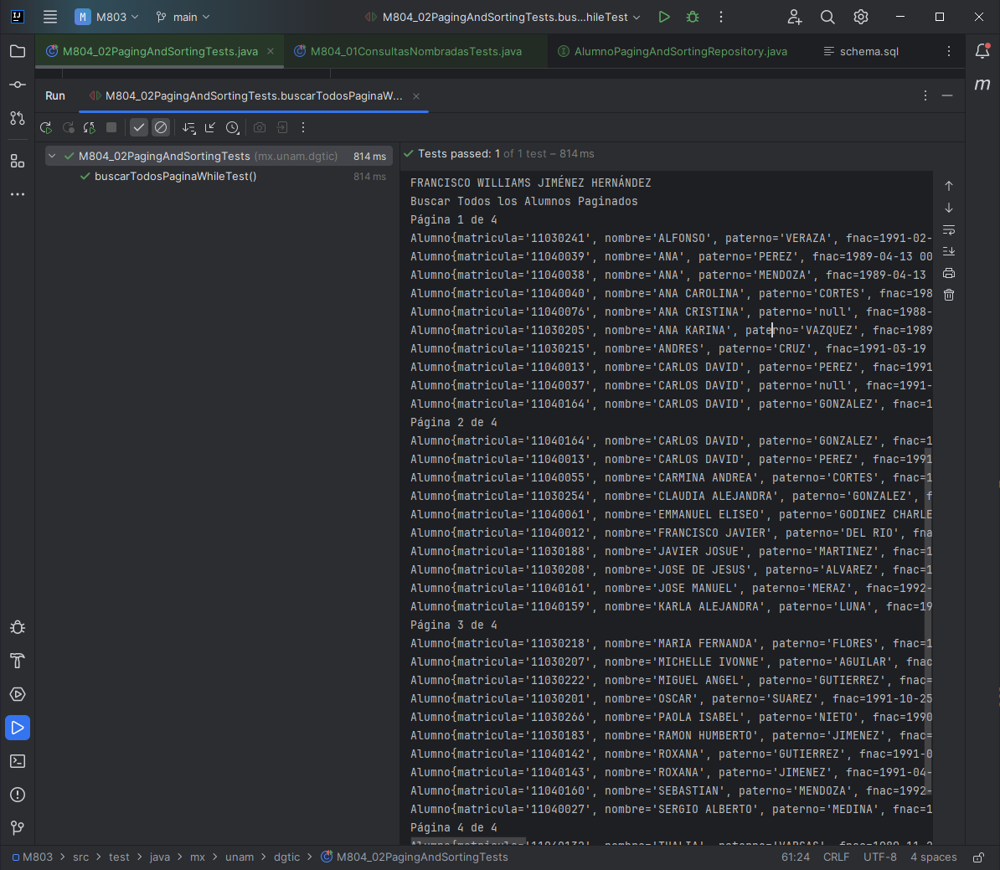 M M803 main M804_02PagingAndSortingTests.bus...hileTest
M804_02PagingAndSortingTests.java M804_01ConsultasNombradasTests.java AlumnoPagingAndSortingRepository.java schema.sql
Run M804_02PagingAndSortingTests.buscarTodosPaginaW...
M804_02PagingAndSortingTests (mx.unam.dgtic) 814 ms
buscarTodosPaginaWhileTest() 814 ms
Tests passed: 1 of 1 test – 814 ms
FRANCISCO WILLIAMS JIMÉNEZ HERNÁNDEZ
Buscar Todos los Alumnos Paginados
Página 1 de 4
Alumno{matricula='11030241', nombre='ALFONSO', paterno='VERAZA', fnac=1991-02-
Alumno{matricula='11040039', nombre='ANA', paterno='PEREZ', fnac=1989-04-13 00
Alumno{matricula='11040038', nombre='ANA', paterno='MENDOZA', fnac=1989-04-13
Alumno{matricula='11040040', nombre='ANA CAROLINA', paterno='CORTES', fnac=198
Alumno{matricula='11040076', nombre='ANA CRISTINA', paterno='null', fnac=1988-
Alumno{matricula='11030205', nombre='ANA KARINA', paterno='VAZQUEZ', fnac=1989
Alumno{matricula='11030215', nombre='ANDRES', paterno='CRUZ', fnac=1991-03-19
Alumno{matricula='11040013', nombre='CARLOS DAVID', paterno='PEREZ', fnac=1991
Alumno{matricula='11040037', nombre='CARLOS DAVID', paterno='null', fnac=1991-
Alumno{matricula='11040164', nombre='CARLOS DAVID', paterno='GONZALEZ', fnac=1
Página 2 de 4
Alumno{matricula='11040164', nombre='CARLOS DAVID', paterno='GONZALEZ', fnac=1
Alumno{matricula='11040013', nombre='CARLOS DAVID', paterno='PEREZ', fnac=1991
Alumno{matricula='11040055', nombre='CARMINA ANDREA', paterno='CORTES', fnac=1
Alumno{matricula='11030254', nombre='CLAUDIA ALEJANDRA', paterno='GONZALEZ', f
Alumno{matricula='11040061', nombre='EMMANUEL ELISEO', paterno='GODINEZ CHARLE
Alumno{matricula='11040012', nombre='FRANCISCO JAVIER', paterno='DEL RIO', fna
Alumno{matricula='11030188', nombre='JAVIER JOSUE', paterno='MARTINEZ', fnac=1
Alumno{matricula='11030208', nombre='JOSE DE JESUS', paterno='ALVAREZ', fnac=1
Alumno{matricula='11040161', nombre='JOSE MANUEL', paterno='MERAZ', fnac=1992-
Alumno{matricula='11040159', nombre='KARLA ALEJANDRA', paterno='LUNA', fnac=19
Página 3 de 4
Alumno{matricula='11030218', nombre='MARIA FERNANDA', paterno='FLORES', fnac=1
Alumno{matricula='11030207', nombre='MICHELLE IVONNE', paterno='AGUILAR', fnac
Alumno{matricula='11030222', nombre='MIGUEL ANGEL', paterno='GUTIERREZ', fnac=
Alumno{matricula='11030201', nombre='OSCAR', paterno='SUAREZ', fnac=1991-10-25
Alumno{matricula='11030266', nombre='PAOLA ISABEL', paterno='NIETO', fnac=1990
Alumno{matricula='11030183', nombre='RAMON HUMBERTO', paterno='JIMENEZ', fnac=
Alumno{matricula='11040142', nombre='ROXANA', paterno='GUTIERREZ', fnac=1991-0
Alumno{matricula='11040143', nombre='ROXANA', paterno='JIMENEZ', fnac=1991-04-
Alumno{matricula='11040160', nombre='SEBASTIAN', paterno='MENDOZA', fnac=1992-
Alumno{matricula='11040027', nombre='SERGIO ALBERTO', paterno='MEDINA', fnac=1
Página 4 de 4
M803 > src > test > java > mx > unam > dgtic > M804_02PagingAndSortingTests 61:24 CRLF UTF-8 4 spaces